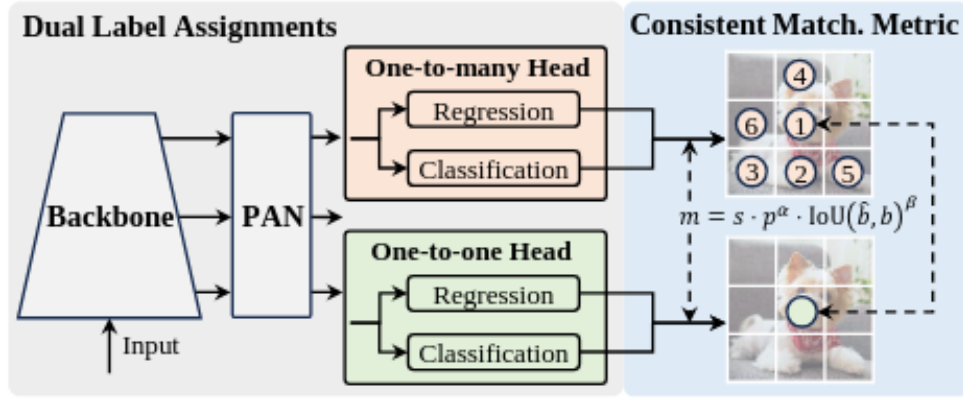 Dual Label Assignments
Consistent Match. Metric
One-to-many Head
Regression
Classification
Backbone
PAN
One-to-one Head
Regression
Classification
Input
4
6 1
3 2 5
m = s · p^α · IoU(b̂, b)^β